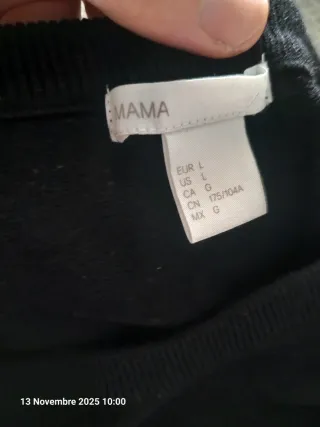 MAMA
EUR L
US L
CA G
CN 175/104A
MX G
13 Novembre 2025 10:00